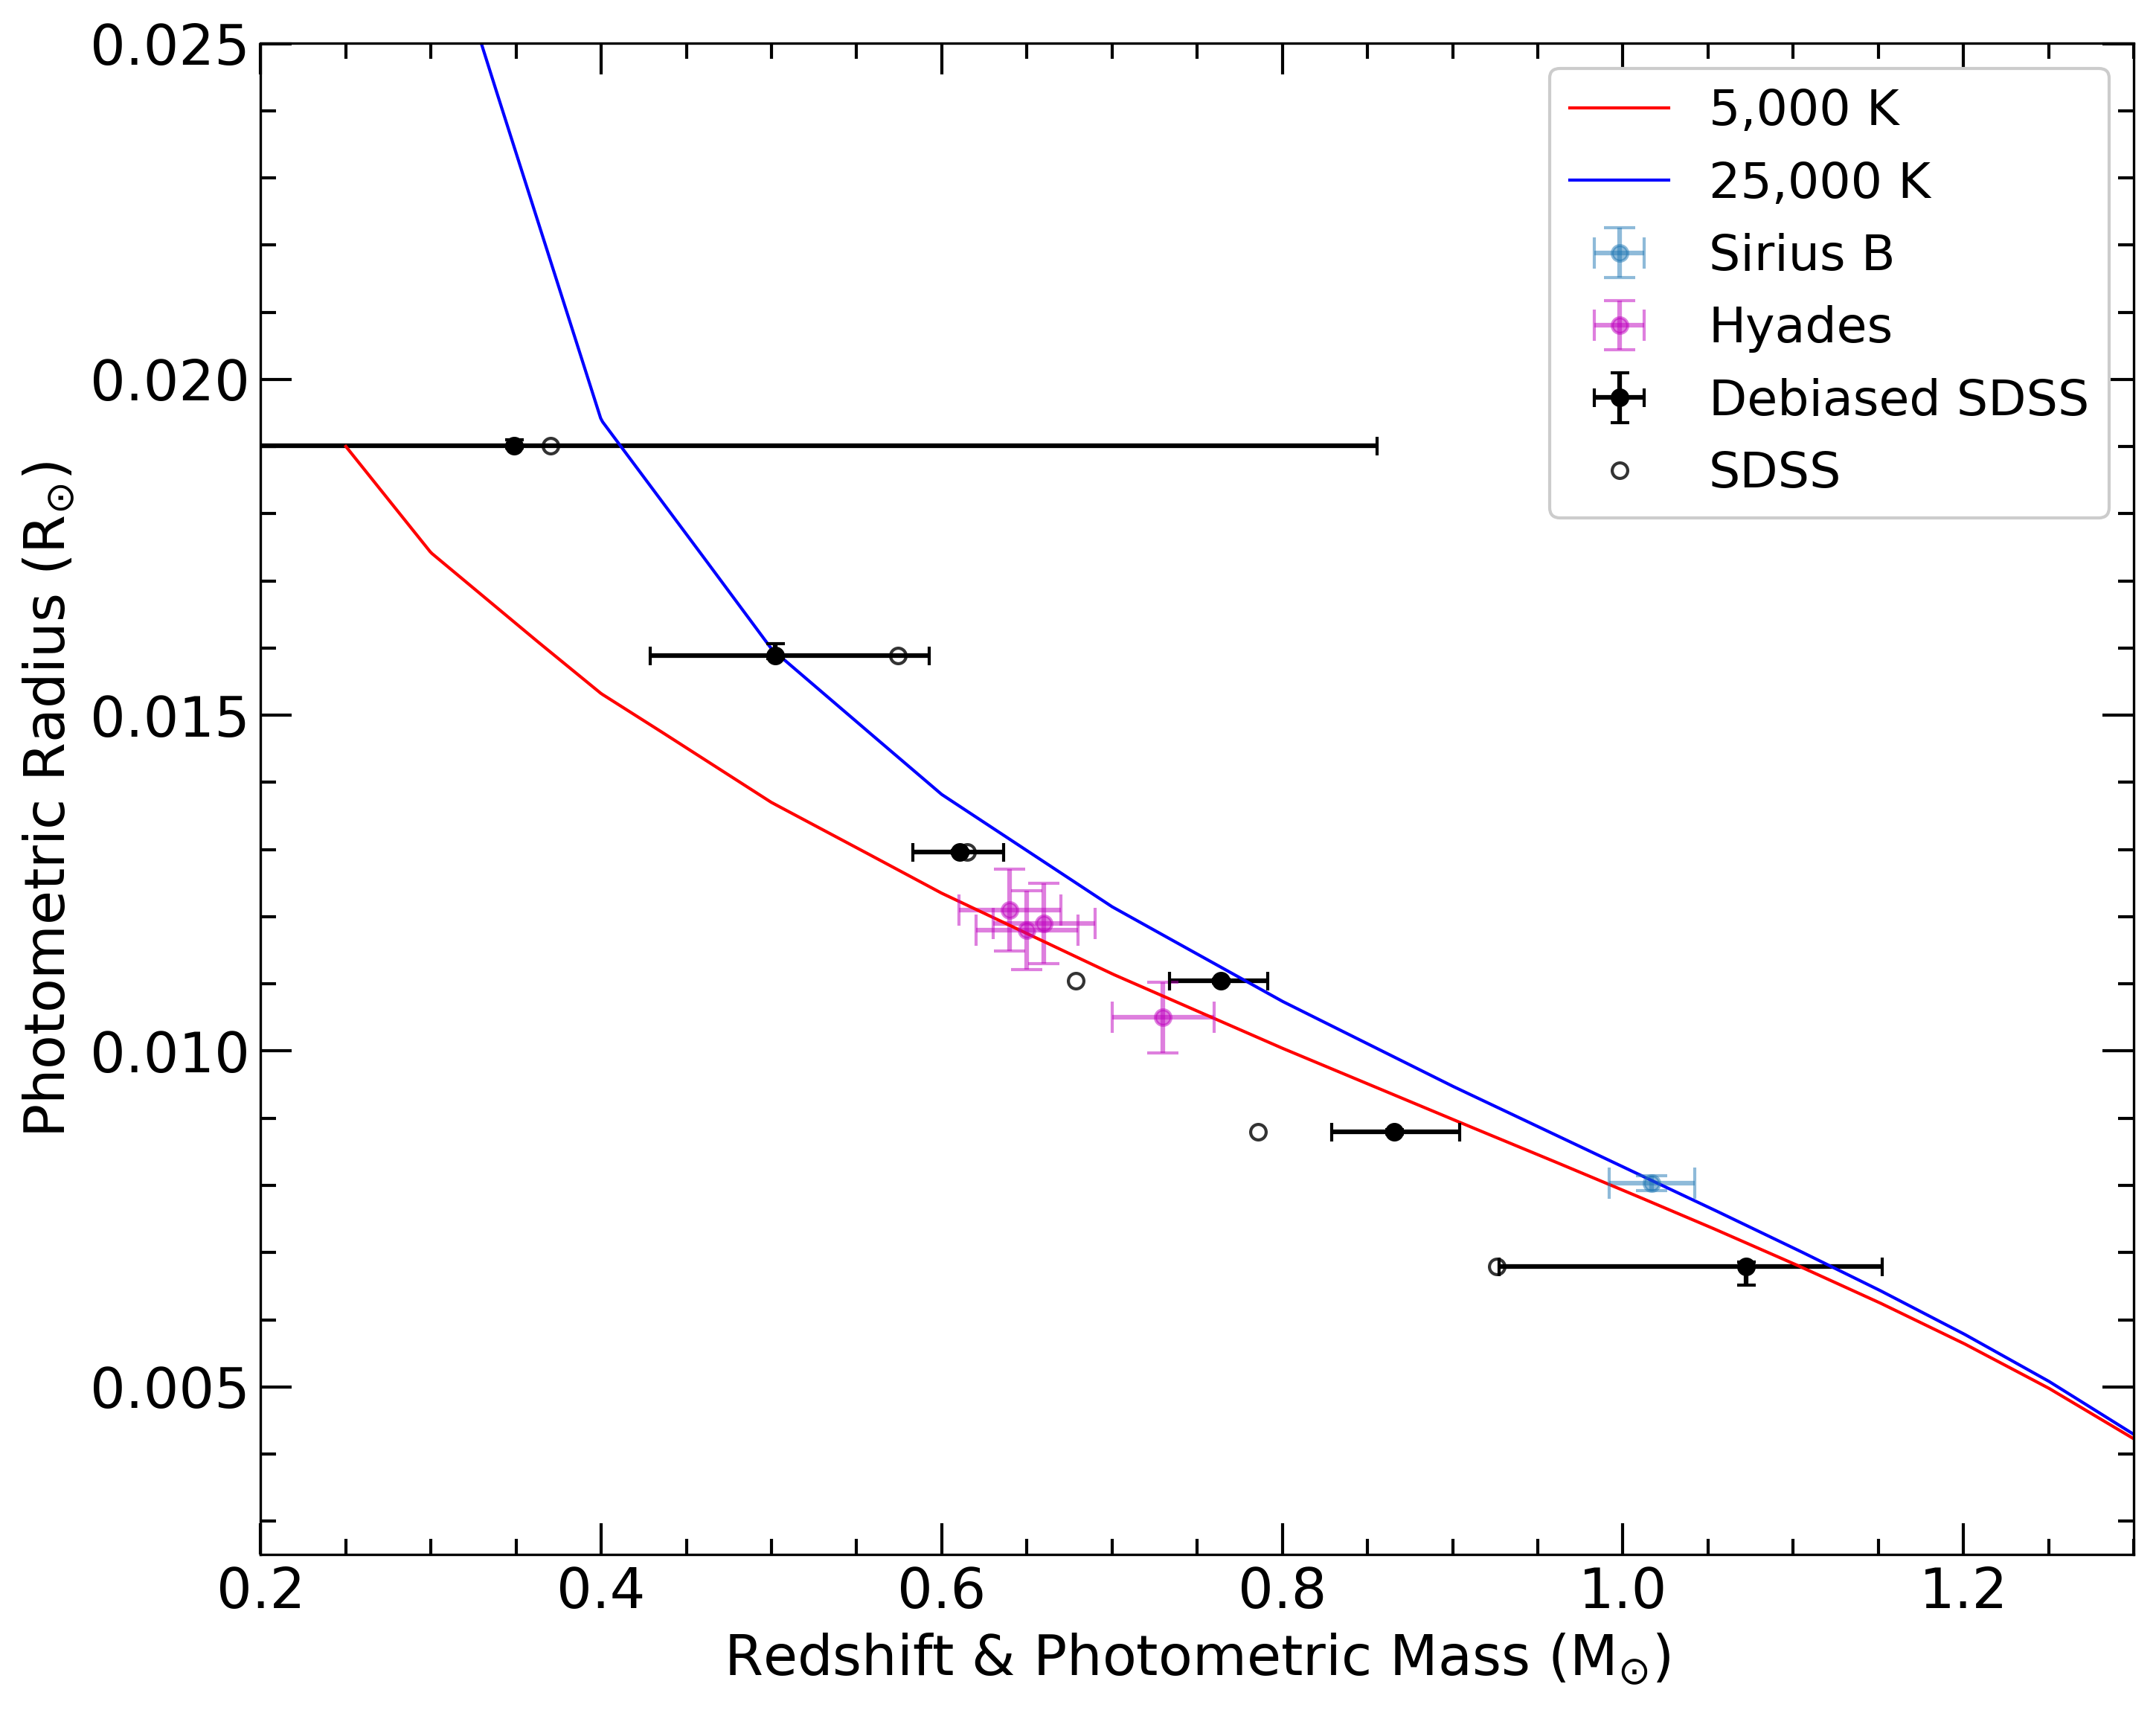 0.025
0.020
0.015
0.010
0.005
Photometric Radius (R☉)
5,000 K
25,000 K
Sirius B
Hyades
Debiased SDSS
SDSS
0.2 0.4 0.6 0.8 1.0 1.2
Redshift & Photometric Mass (M☉)